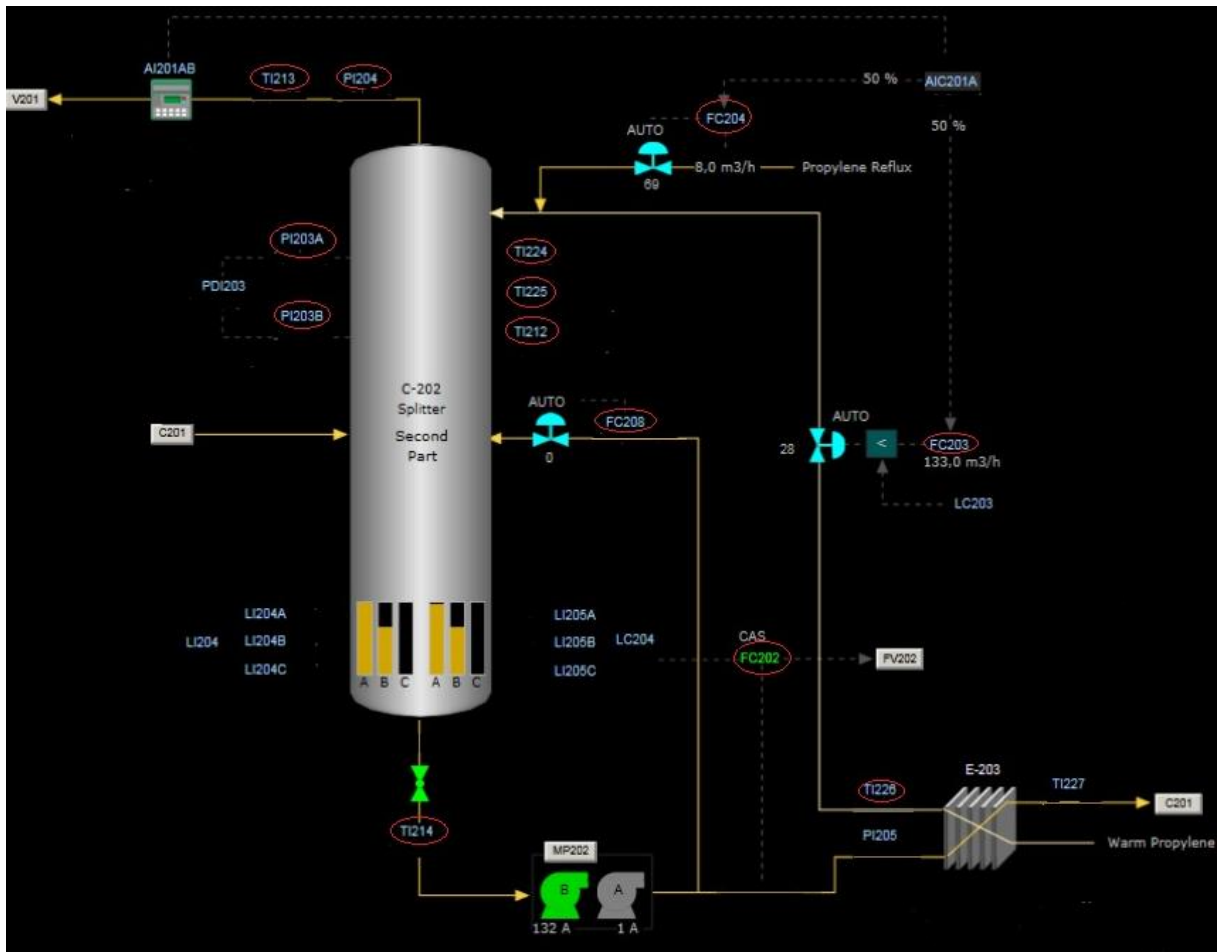 AI201AB
TI213
PI204
V201
50 %
AIC201A
FC204
50 %
AUTO
8,0 m3/h
Propylene Reflux
69
PI203A
TI224
PDI203
TI225
PI203B
TI212
C-202
Splitter
Second
Part
AUTO
FC208
C201
0
AUTO
28
<
FC203
133,0 m3/h
LC203
LI204A
LI204
LI204B
LI204C
A B C
A B C
LI205A
LI205B
LC204
LI205C
CAS
FC202
FV202
TI214
MP202
B
A
132 A
1 A
E-203
TI226
TI227
C201
PI205
Warm Propylene